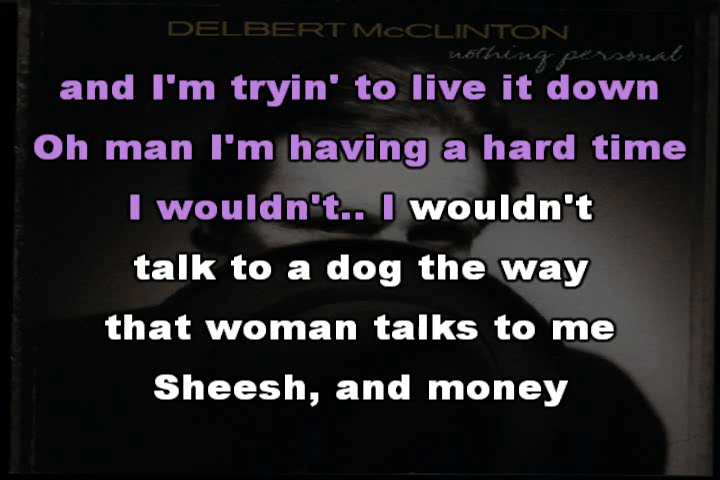 DELBERT McCLINTON
nothing personal
and I'm tryin' to live it down
Oh man I'm having a hard time
I wouldn't.. I wouldn't
talk to a dog the way
that woman talks to me
Sheesh, and money